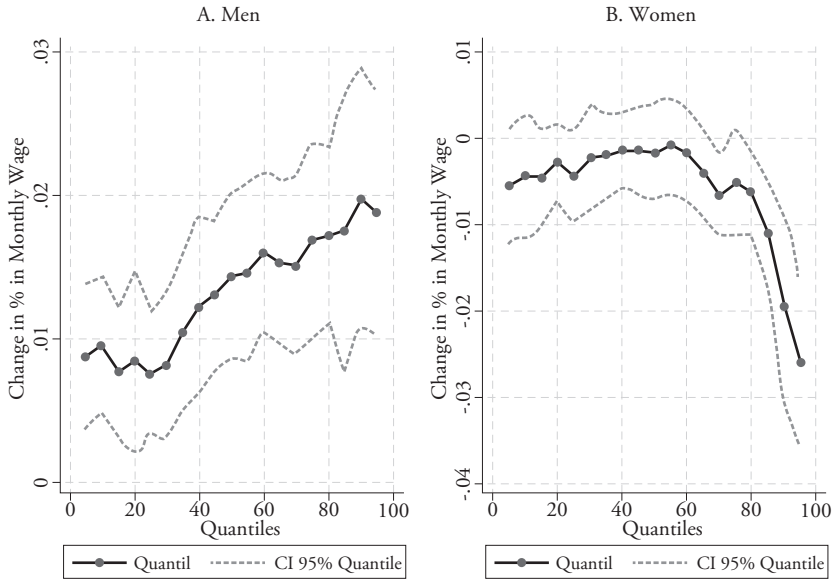 A. Men
B. Women
Change in % in Monthly Wage
.03
.02
.01
0
0 20 40 60 80 100
Quantiles
Quantil CI 95% Quantile
Change in % in Monthly Wage
.01
0
-.01
-.02
-.03
-.04
0 20 40 60 80 100
Quantiles
Quantil CI 95% Quantile